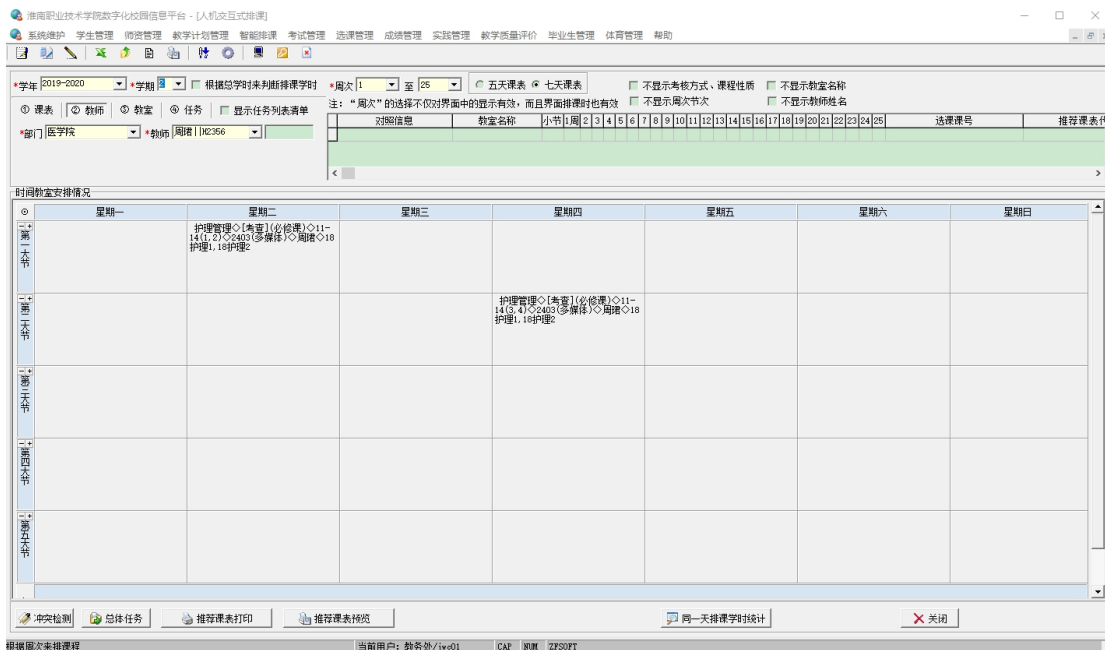 淮南职业技术学院数字化校园信息平台 - [人机交互式排课]
系统维护 学生管理 师资管理 教学计划管理 智能排课 考试管理 选课管理 成绩管理 实践管理 教学质量评价 毕业生管理 体育管理 帮助
*学年 2019-2020 *学期 2 根据总学时来判断排课学时 *周次 1 至 25 五天课表 七天课表 不显示考核方式、课程性质 不显示教室名称
① 课表 ② 教师 ③ 教室 ④ 任务 显示任务列表清单 注：“周次”的选择不仅对界面中的显示有效，而且界面排课时也有效 不显示周次节次 不显示教师姓名
*部门 医学院 *教师 周珺||H2356
对照信息 教室名称 小节 1周 2 3 4 5 6 7 8 9 10 11 12 13 14 15 16 17 18 19 20 21 22 23 24 25 选课课号 推荐课表代
时间教室安排情况
星期一 星期二 星期三 星期四 星期五 星期六 星期日
第一大节
护理管理◇[考查](必修课)◇11-
14(1,2)◇2403(多媒体)◇周珺◇18
护理1,18护理2
第二大节
护理管理◇[考查](必修课)◇11-
14(3,4)◇2403(多媒体)◇周珺◇18
护理1,18护理2
第三大节
第四大节
第五大节
冲突检测 总体任务 推荐课表打印 推荐课表预览 同一天排课学时统计 关闭
根据周次来排课程 当前用户：教务处/jwc01 CAP NUM ZFSOFT